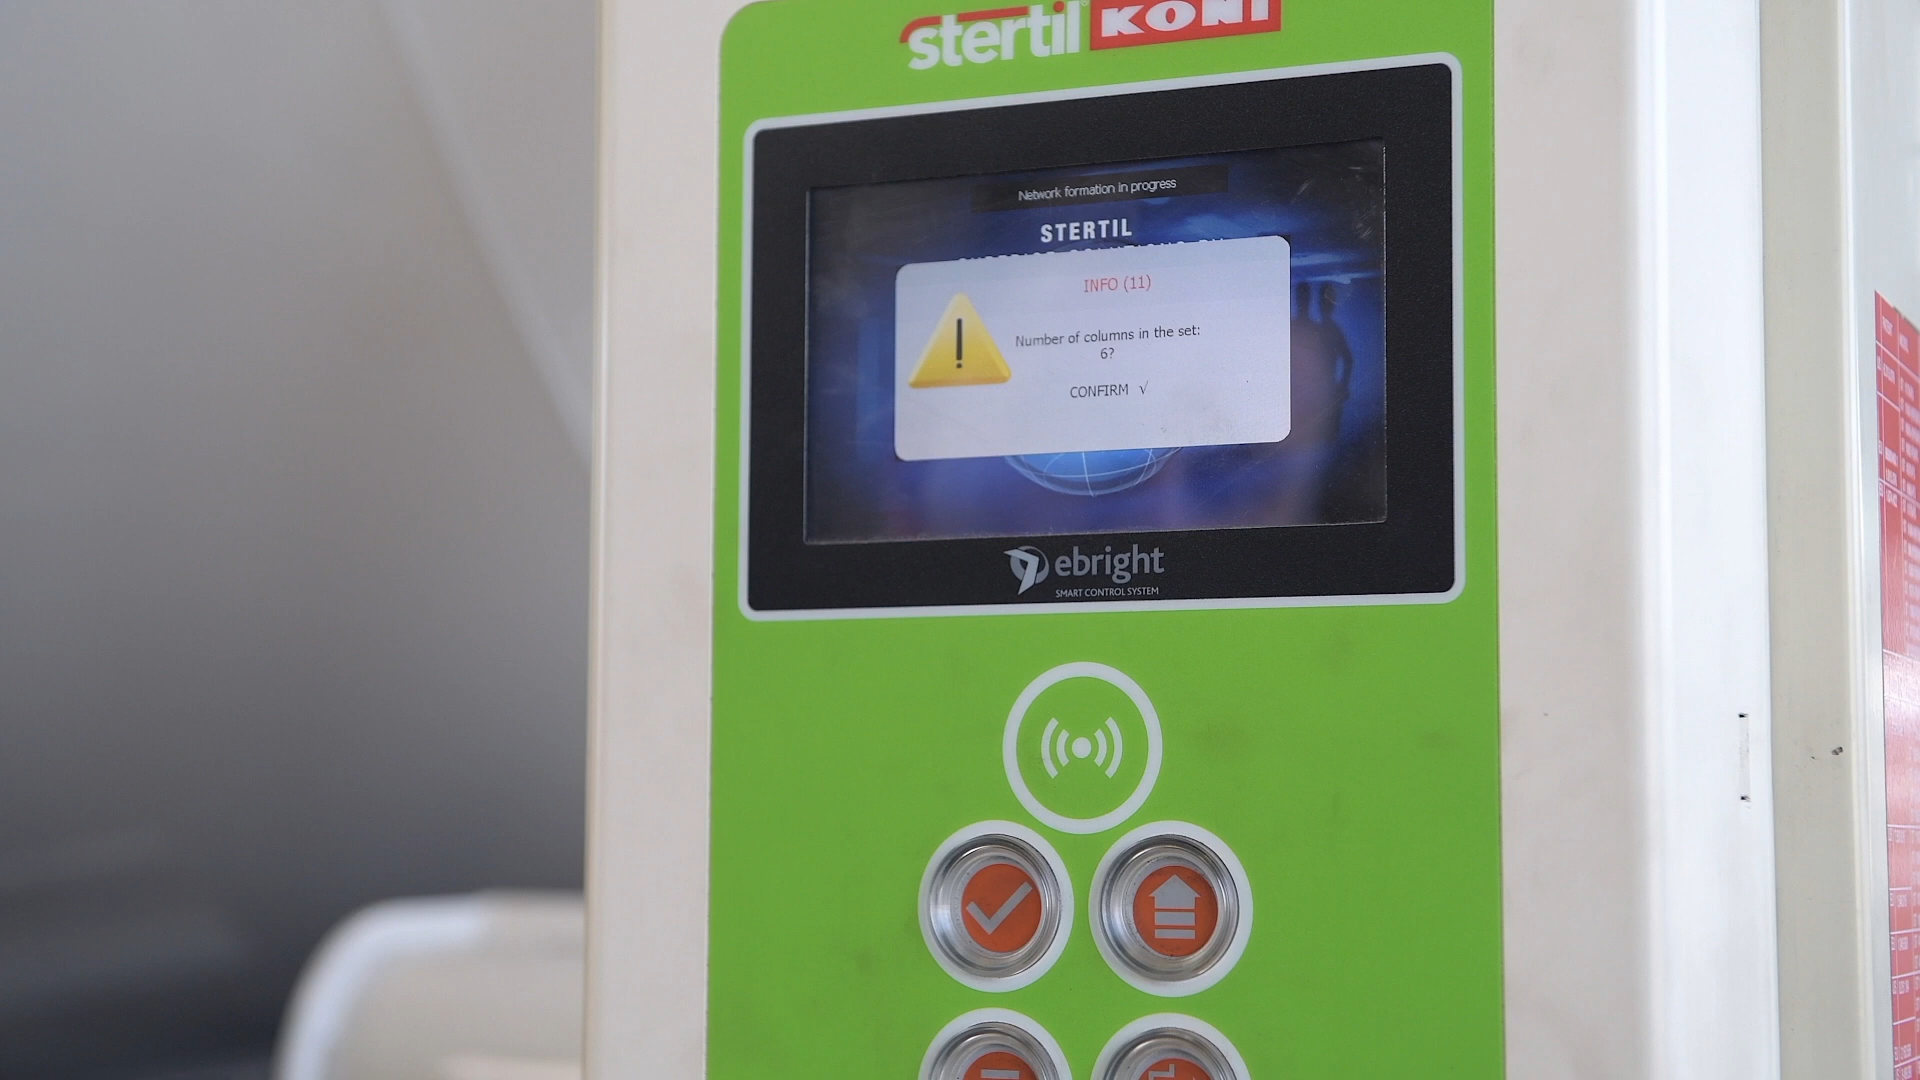 stertil KONI
Network formation in progress
STERTIL
INFO (11)
Number of columns in the set:
6?
CONFIRM √
ebright
SMART CONTROL SYSTEM